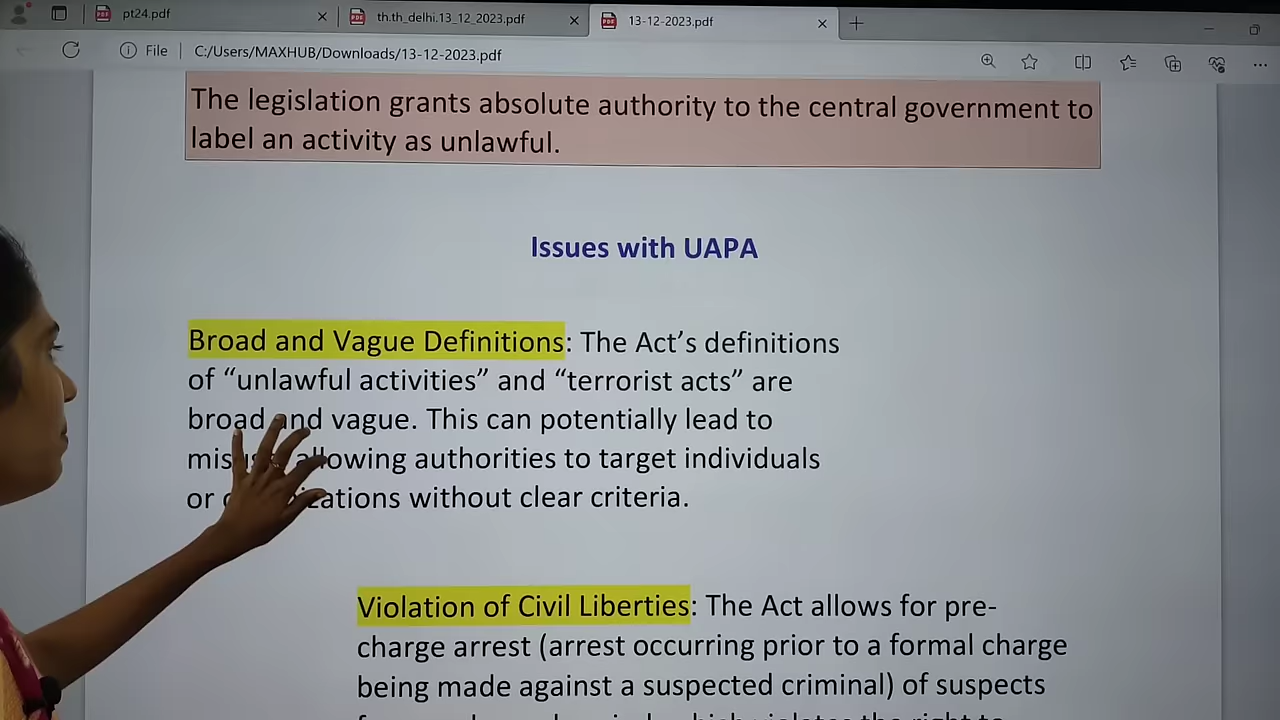 pt24.pdf
th.th_delhi.13_12_2023.pdf
13-12-2023.pdf
File
C:/Users/MAXHUB/Downloads/13-12-2023.pdf
The legislation grants absolute authority to the central government to
label an activity as unlawful.
Issues with UAPA
Broad and Vague Definitions: The Act's definitions
of “unlawful activities” and “terrorist acts” are
broad and vague. This can potentially lead to
allowing authorities to target individuals
or without clear criteria.
Violation of Civil Liberties: The Act allows for pre-
charge arrest (arrest occurring prior to a formal charge
being made against a suspected criminal) of suspects